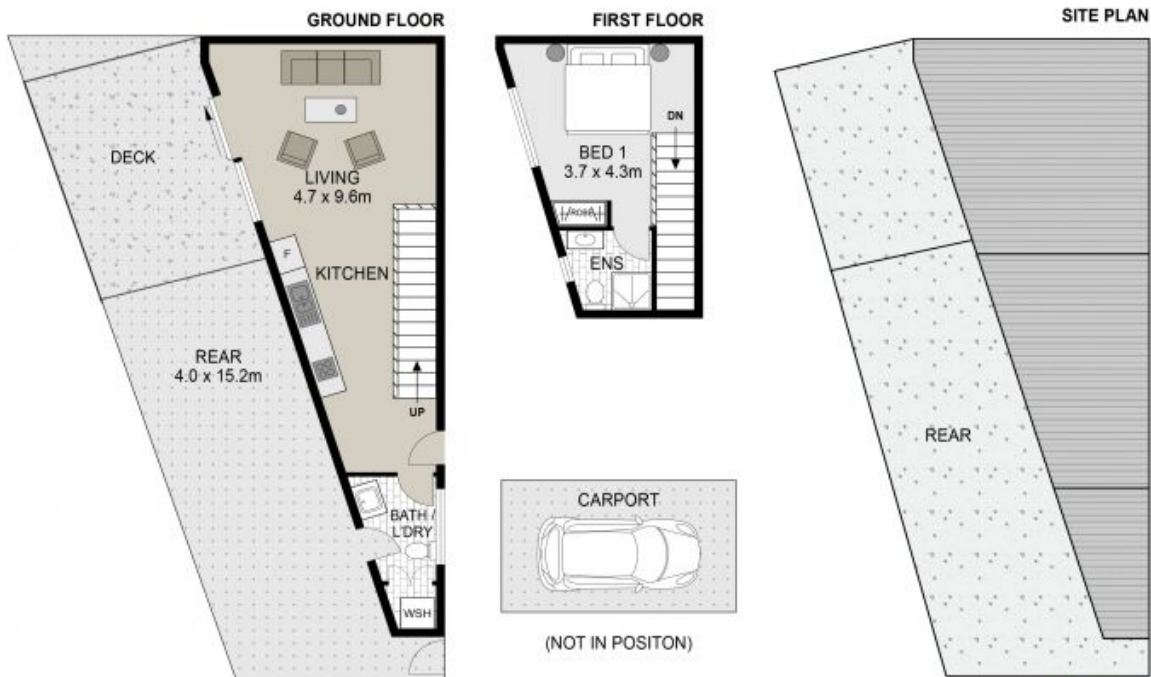 GROUND FLOOR
DECK
LIVING
4.7 x 9.6m
F
KITCHEN
REAR
4.0 x 15.2m
UP
BATH /
L'DRY
WSH
FIRST FLOOR
DN
BED 1
3.7 x 4.3m
ROBE
ENS
CARPORT
(NOT IN POSITON)
SITE PLAN
REAR